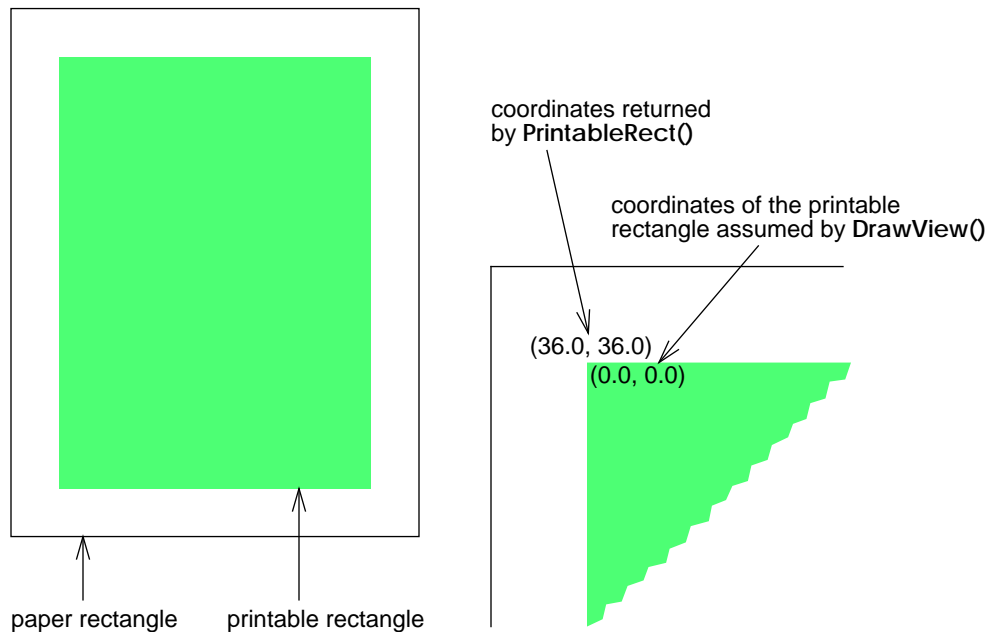 coordinates returned
by PrintableRect()
coordinates of the printable
rectangle assumed by DrawView()
(36.0, 36.0)
(0.0, 0.0)
paper rectangle
printable rectangle